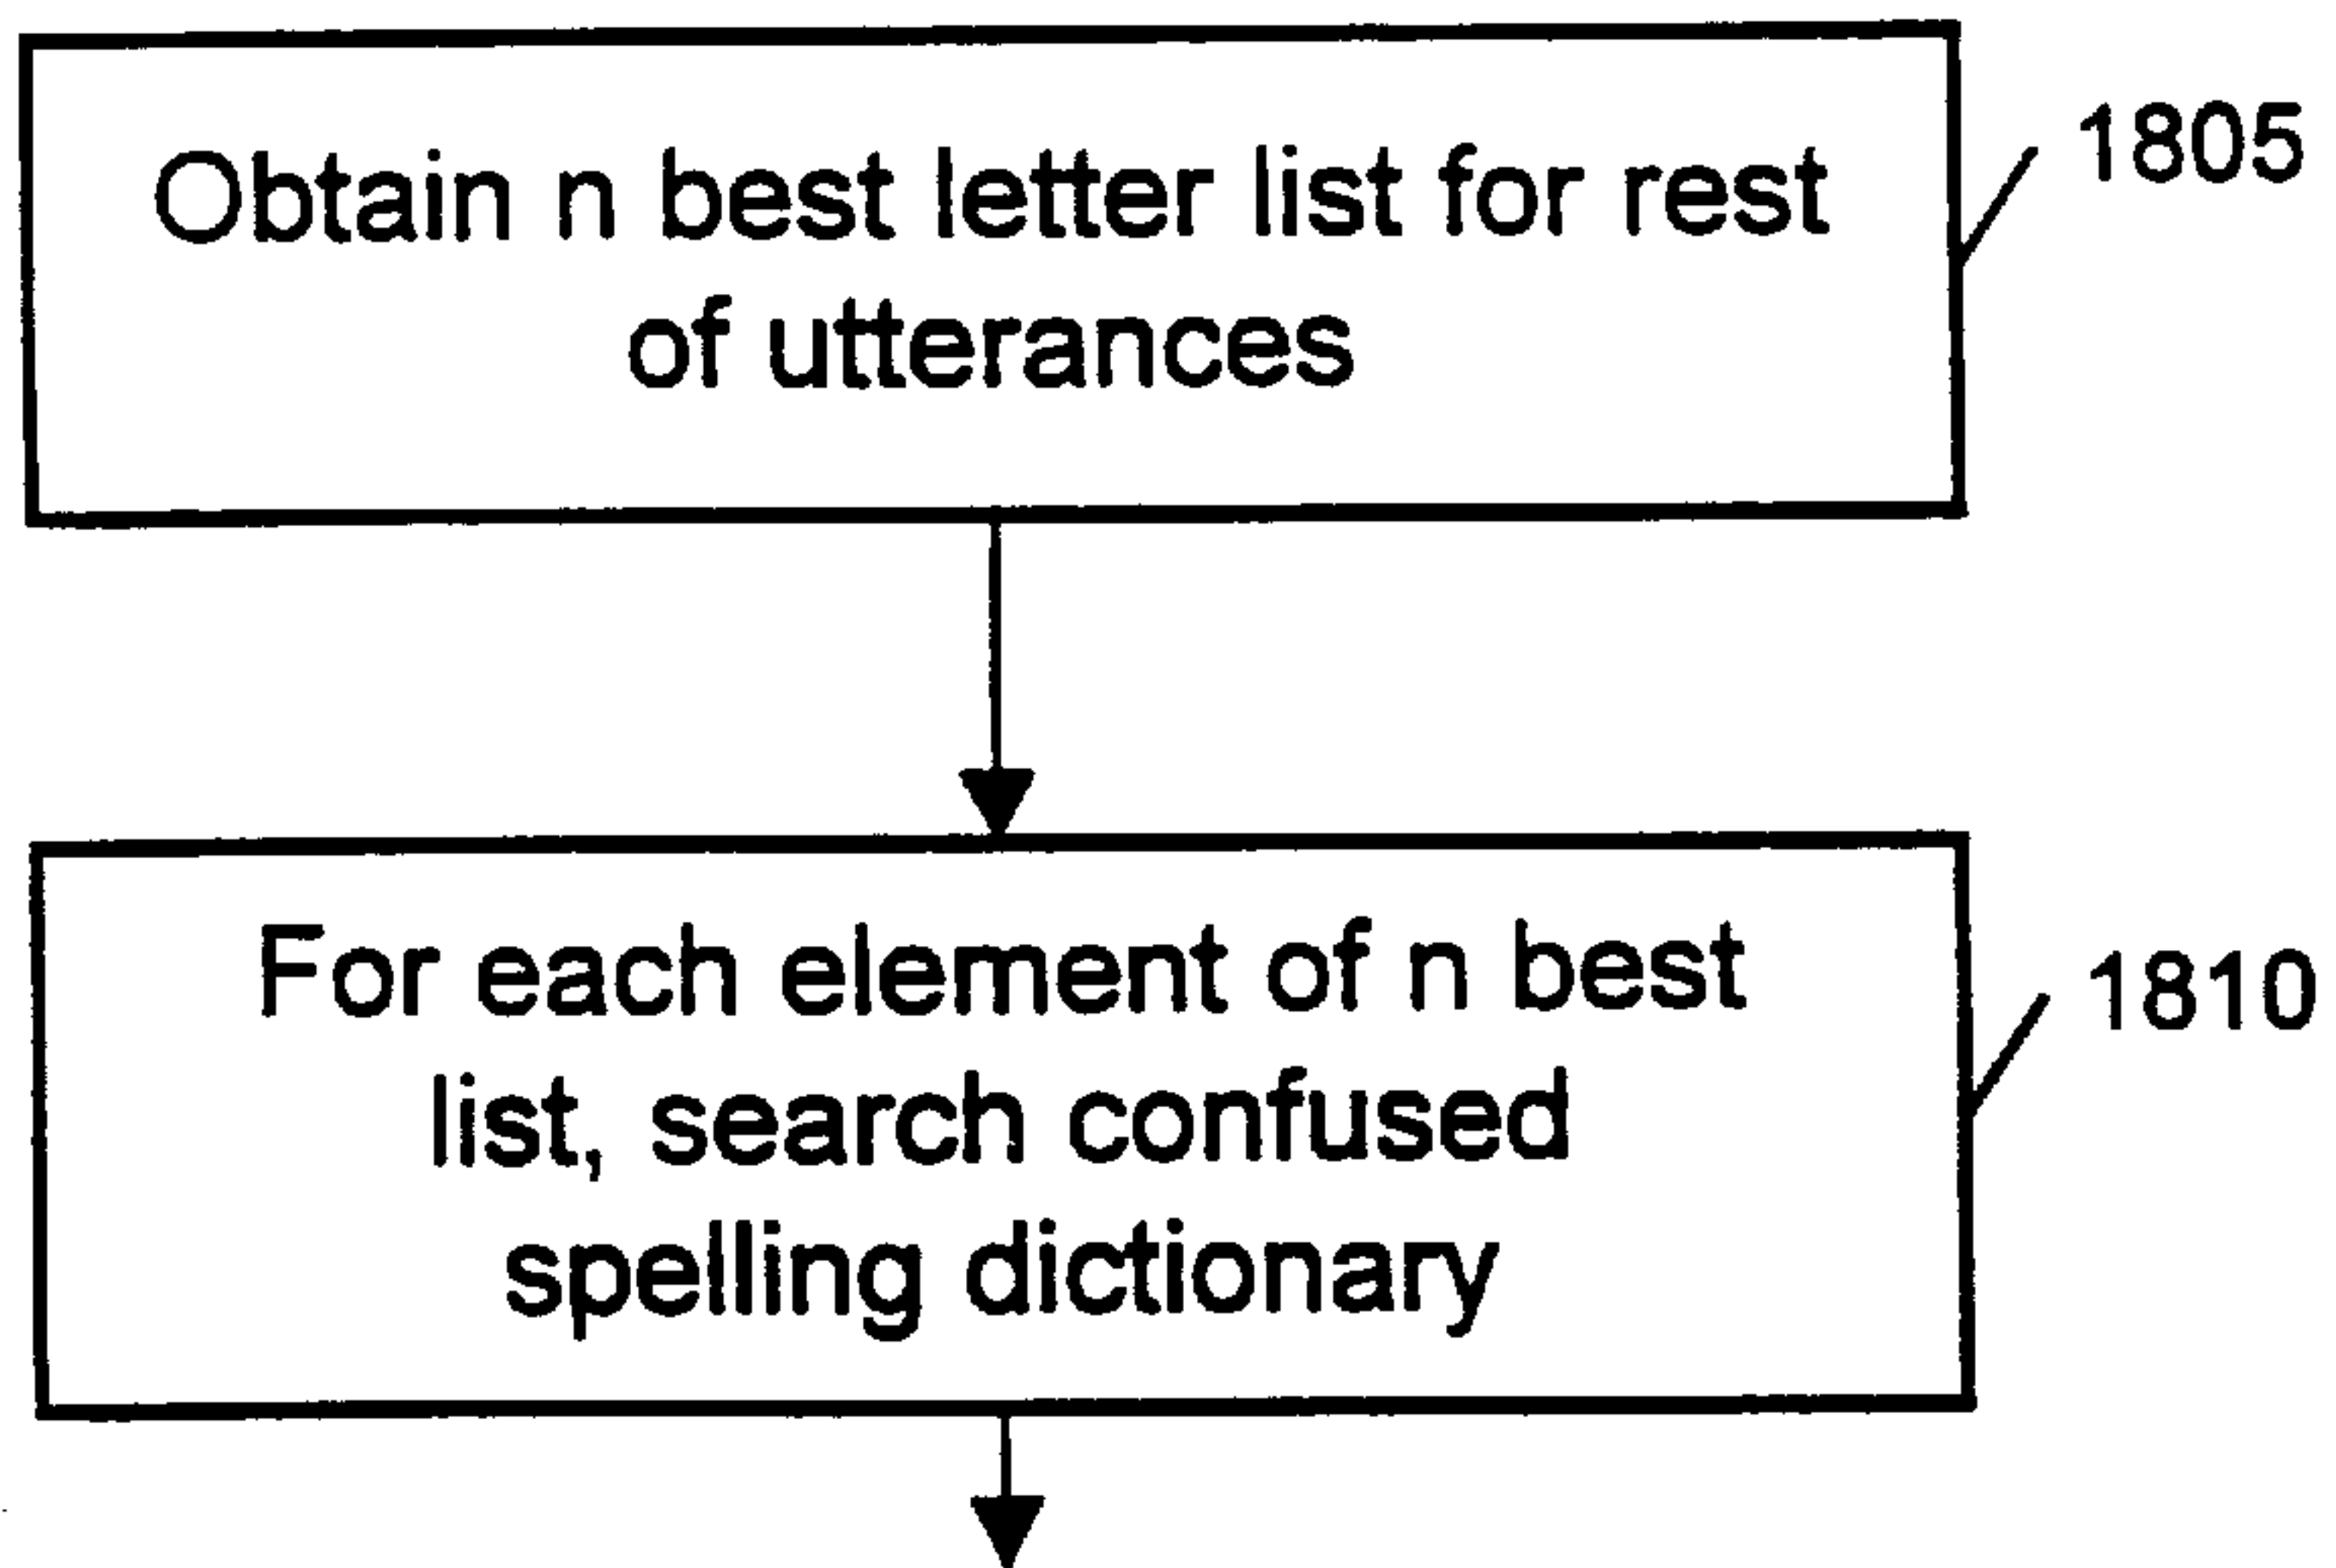 Obtain n best letter list for rest
of utterances
1805
For each element of n best
list, search confused
spelling dictionary
1810